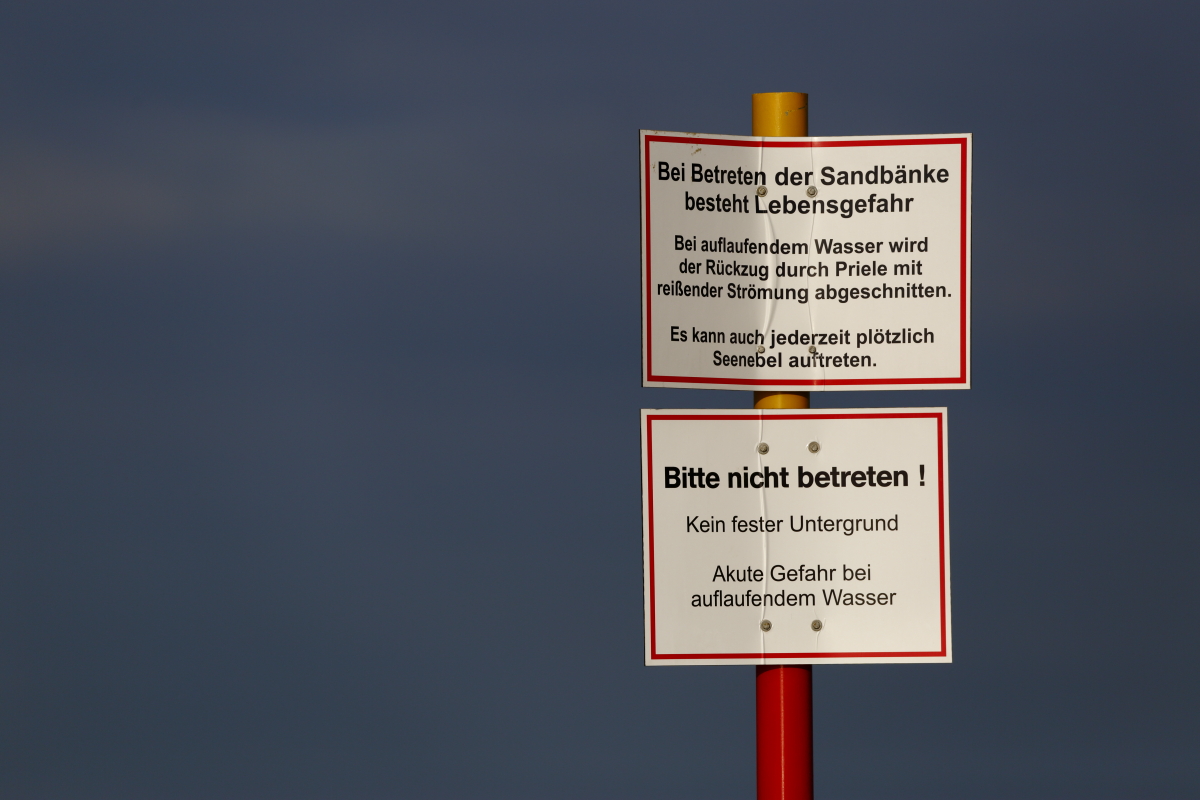 Bei Betreten der Sandbänke
besteht Lebensgefahr
Bei auflaufendem Wasser wird
der Rückzug durch Priele mit
reißender Strömung abgeschnitten.
Es kann auch jederzeit plötzlich
Seenebel auftreten.
Bitte nicht betreten !
Kein fester Untergrund
Akute Gefahr bei
auflaufendem Wasser